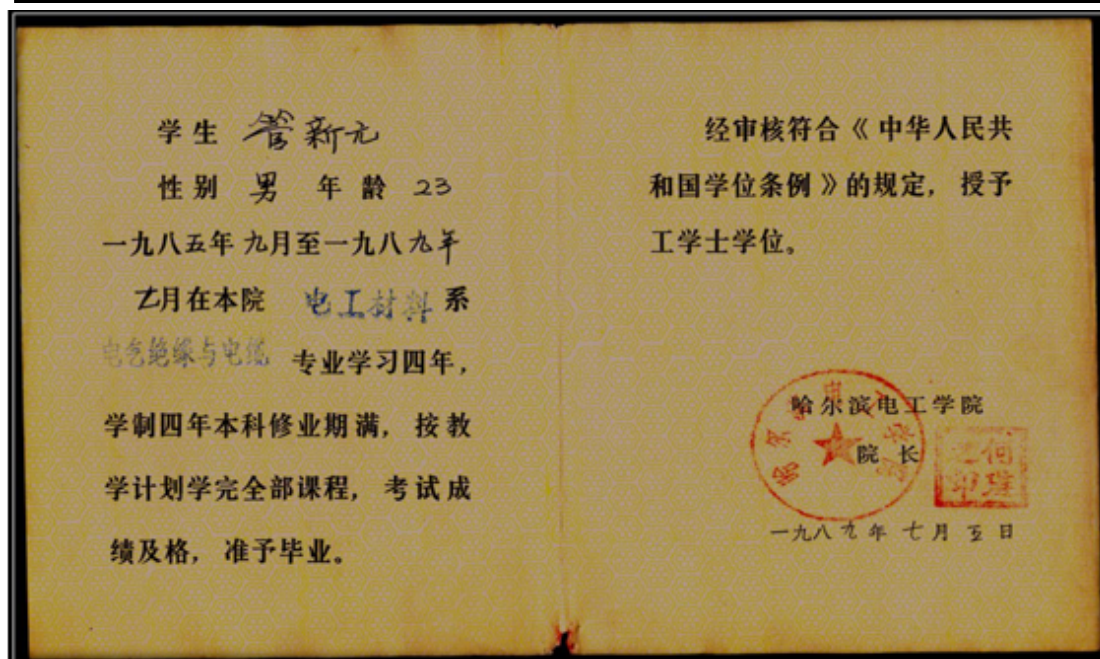 学生 管新元
性别 男 年龄 23
一九八五年九月至一九八九年
七月在本院 电工材料 系
电气绝缘与电缆 专业学习四年，
学制四年本科修业期满，按教
学计划学完全部课程，考试成
绩及格，准予毕业。
经审核符合《中华人民共
和国学位条例》的规定，授予
工学士学位。
哈尔滨电工学院
院长
一九八九年七月五日